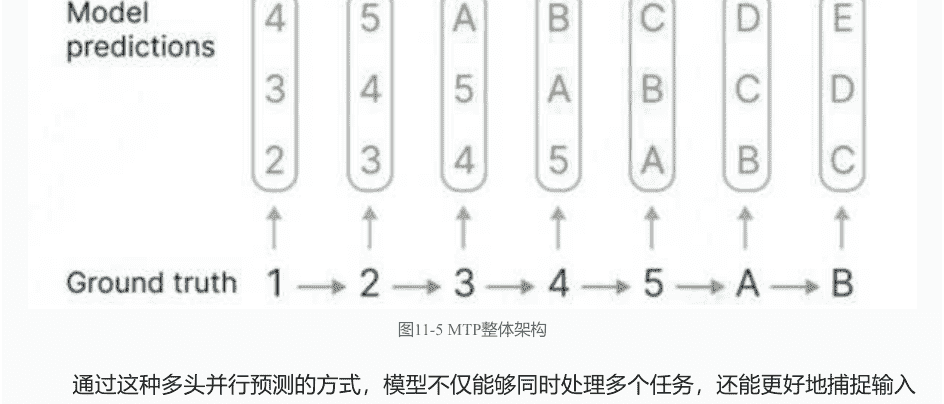 Model 4 5 A B C D E
predictions
3 4 5 A B C D
2 3 4 5 A B C
Ground truth 1 2 3 4 5 A B
图11-5 MTP整体架构
通过这种多头并行预测的方式，模型不仅能够同时处理多个任务，还能更好地捕捉输入